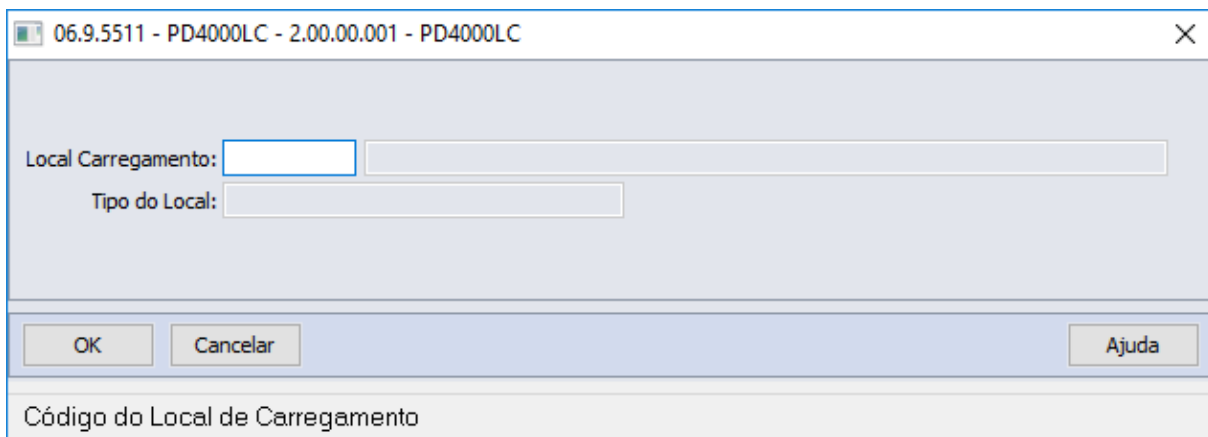 06.9.5511 - PD4000LC - 2.00.00.001 - PD4000LC
Local Carregamento:
Tipo do Local:
OK Cancelar Ajuda
Código do Local de Carregamento